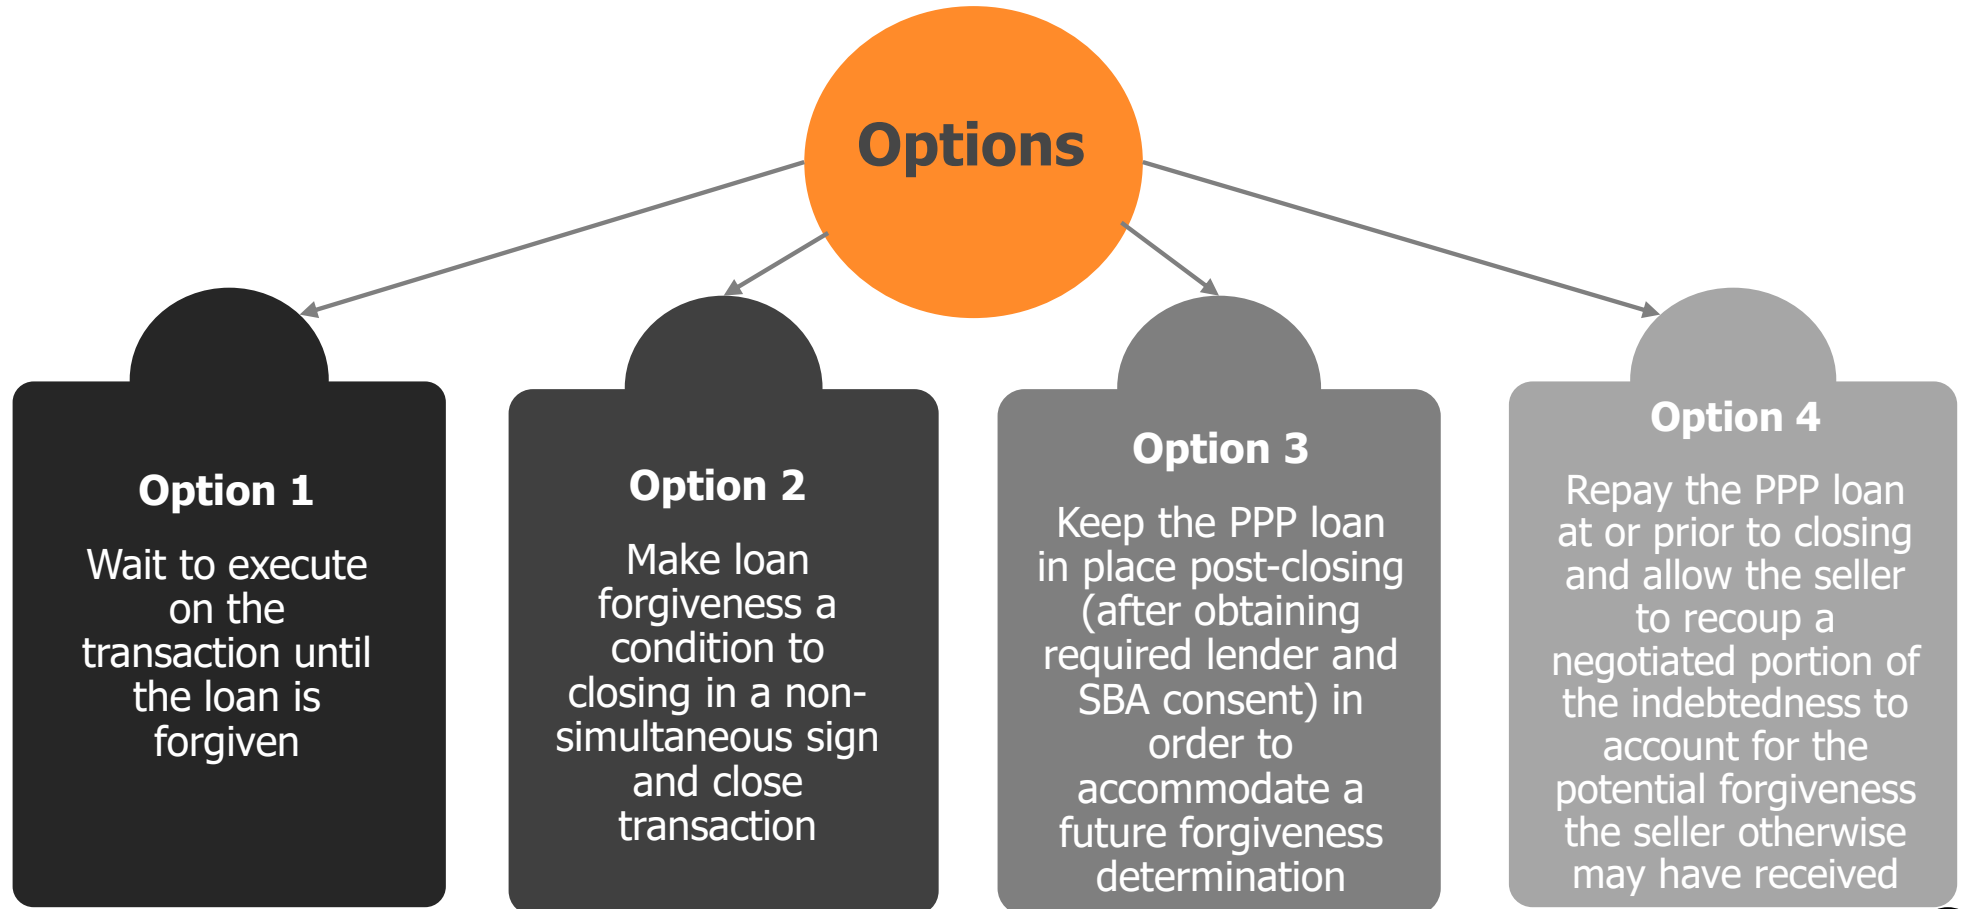 Options
Option 1
Wait to execute
on the
transaction until
the loan is
forgiven
Option 2
Make loan
forgiveness a
condition to
closing in a non-
simultaneous sign
and close
transaction
Option 3
Keep the PPP loan
in place post-closing
(after obtaining
required lender and
SBA consent) in
order to
accommodate a
future forgiveness
determination
Option 4
Repay the PPP loan
at or prior to closing
and allow the seller
to recoup a
negotiated portion of
the indebtedness to
account for the
potential forgiveness
the seller otherwise
may have received